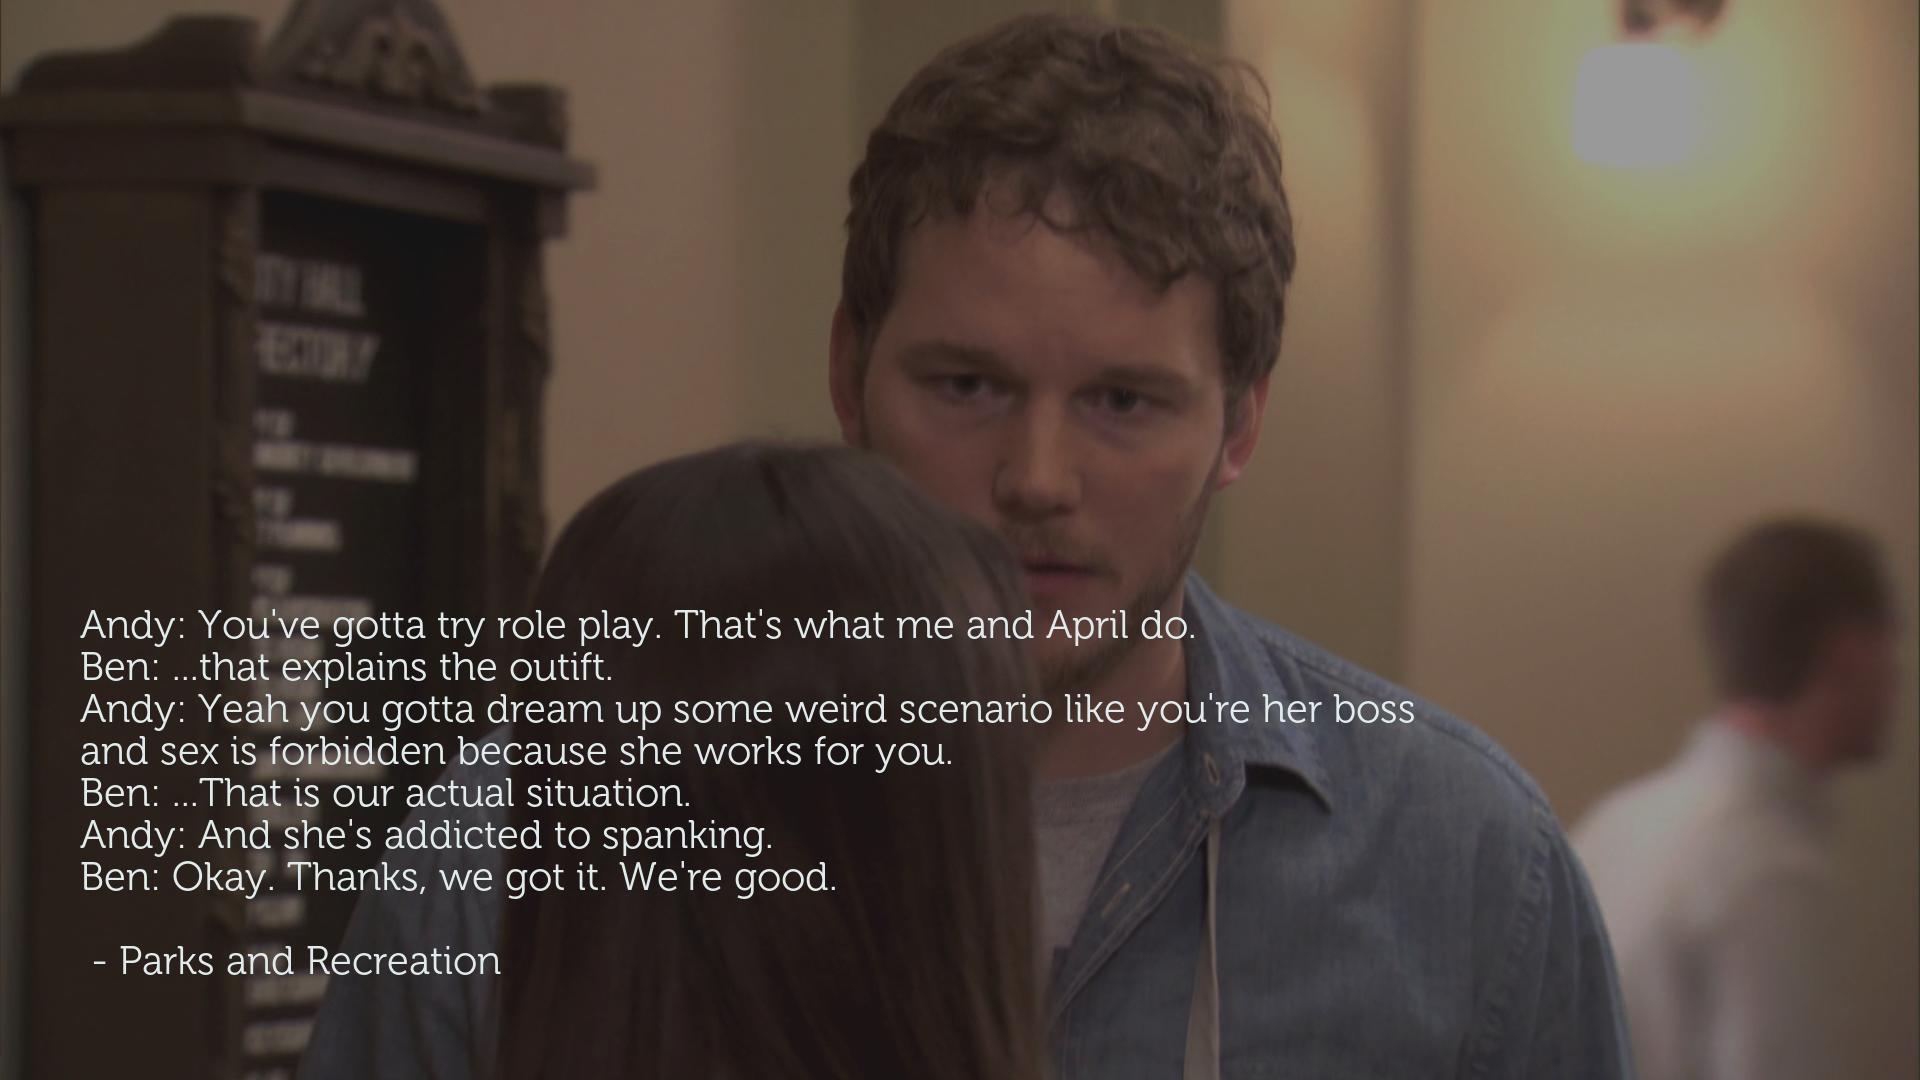 Andy: You've gotta try role play. That's what me and April do.
Ben: ...that explains the outift.
Andy: Yeah you gotta dream up some weird scenario like you're her boss
and sex is forbidden because she works for you.
Ben: ...That is our actual situation.
Andy: And she's addicted to spanking.
Ben: Okay. Thanks, we got it. We're good.
- Parks and Recreation